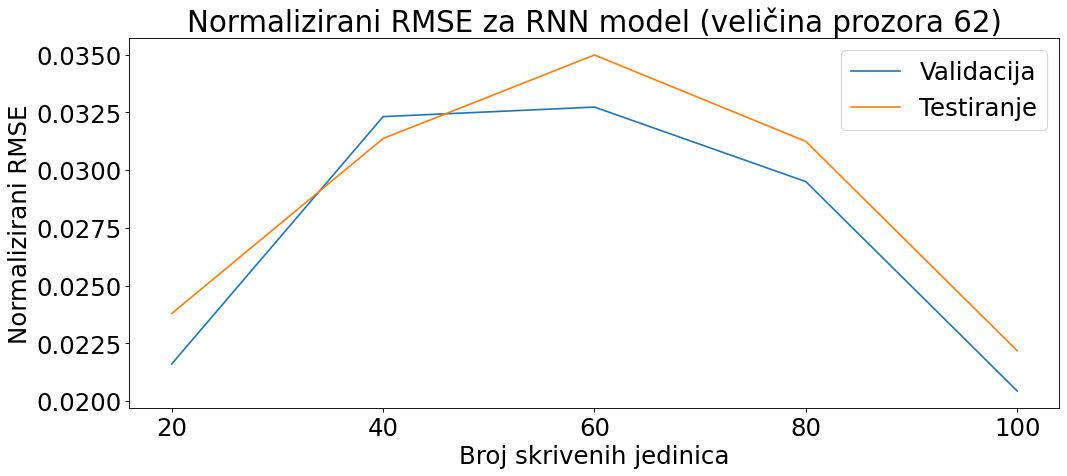 Normalizirani RMSE za RNN model (veličina prozora 62)
Validacija
Testiranje
Normalizirani RMSE
0.0350
0.0325
0.0300
0.0275
0.0250
0.0225
0.0200
20 40 60 80 100
Broj skrivenih jedinica